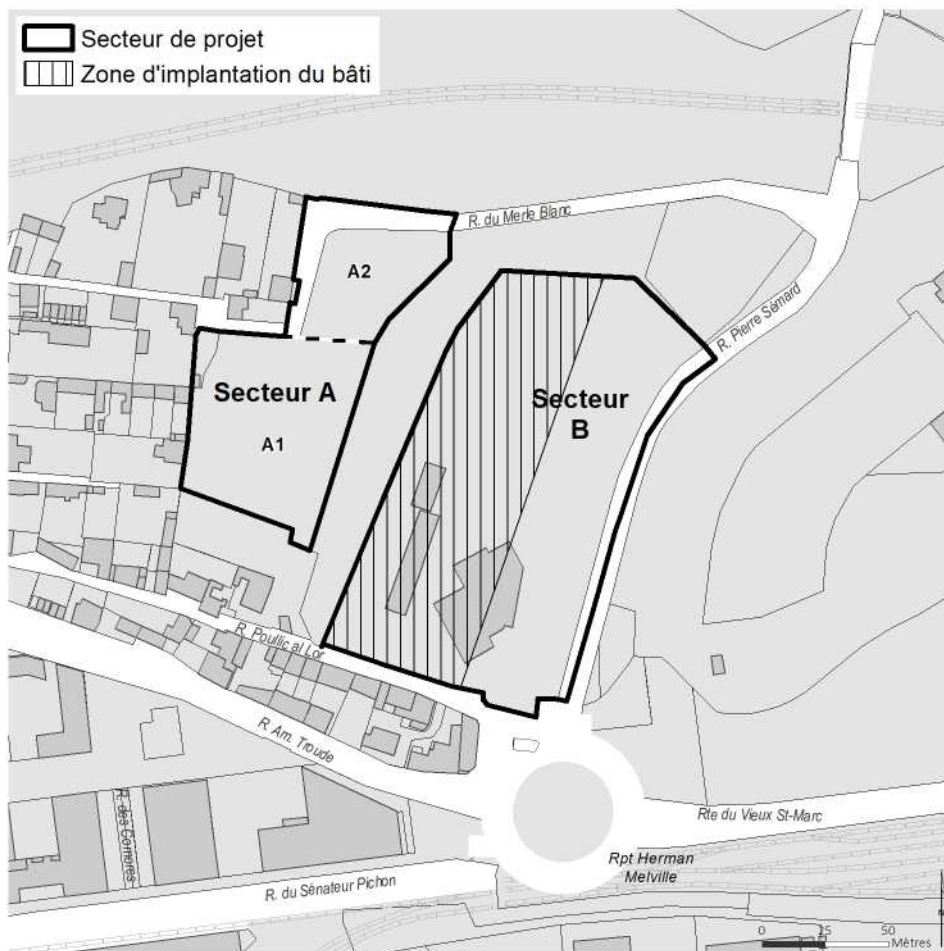 Secteur de projet
Zone d'implantation du bâti
R. du Merle Blanc
A2
R. Pierre Sémard
Secteur A
Secteur
B
A1
R. Poullic al Lor
R. Am. Troude
Rte du Vieux St-Marc
R. des Gombres
Rpt Herman
Melville
R. du Sénateur Pichon
0 25 50
Mètres